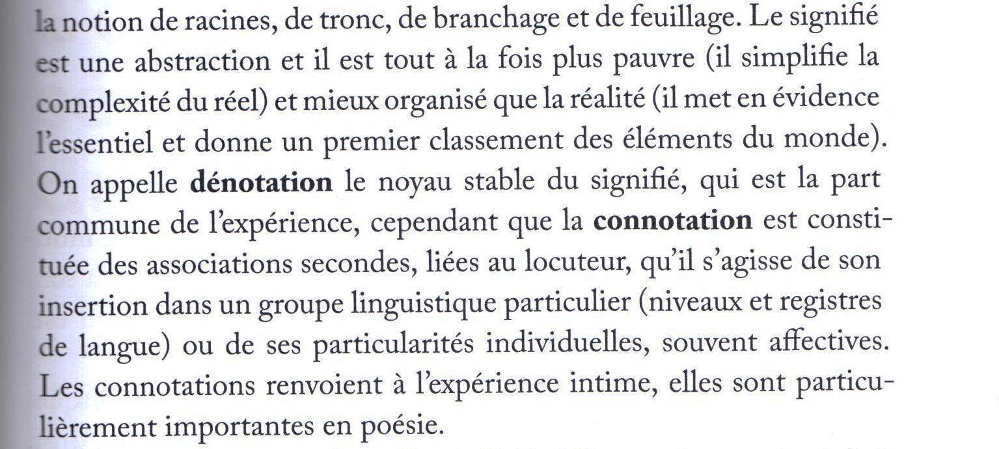 la notion de racines, de tronc, de branchage et de feuillage. Le signifié
est une abstraction et il est tout à la fois plus pauvre (il simplifie la
complexité du réel) et mieux organisé que la réalité (il met en évidence
l'essentiel et donne un premier classement des éléments du monde).
On appelle dénotation le noyau stable du signifié, qui est la part
commune de l'expérience, cependant que la connotation est consti-
tuée des associations secondes, liées au locuteur, qu'il s'agisse de son
insertion dans un groupe linguistique particulier (niveaux et registres
de langue) ou de ses particularités individuelles, souvent affectives.
Les connotations renvoient à l'expérience intime, elles sont particu-
lièrement importantes en poésie.